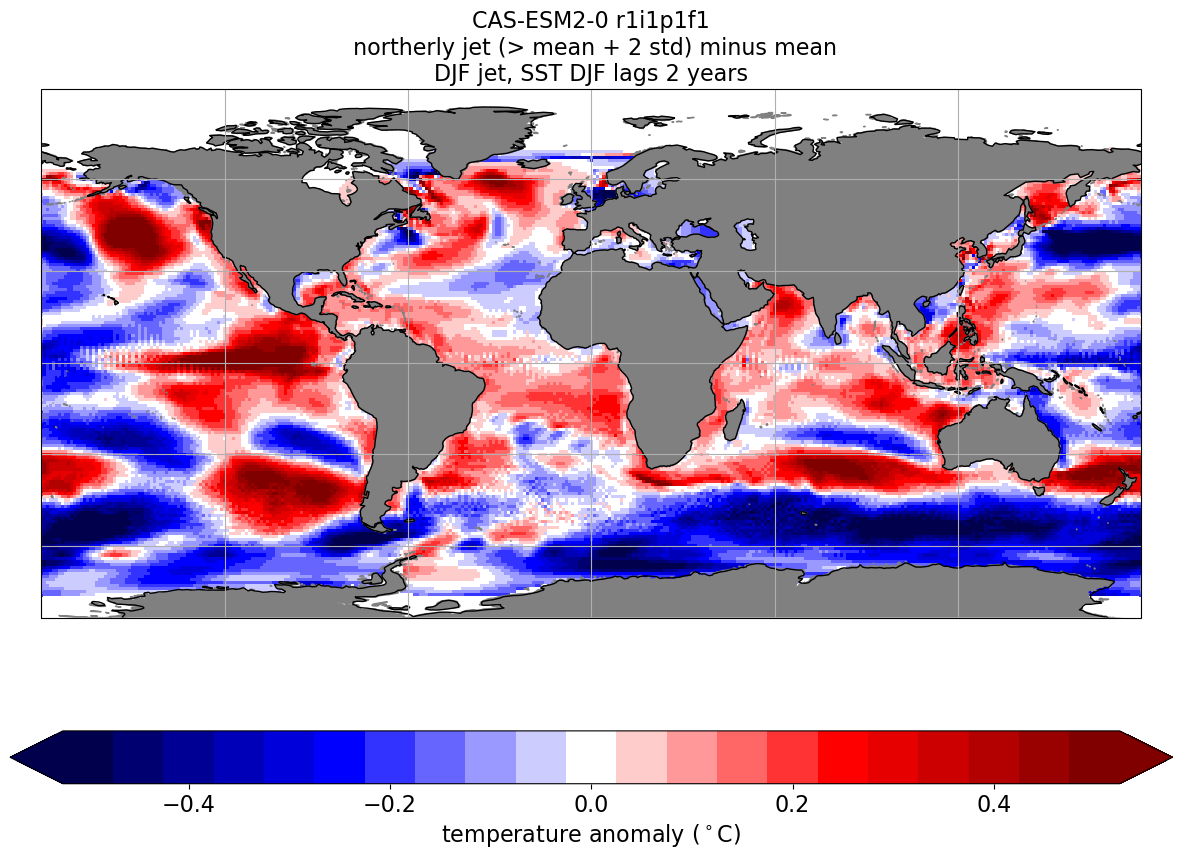 CAS-ESM2-0 r1i1p1f1
northerly jet (> mean + 2 std) minus mean
DJF jet, SST DJF lags 2 years
−0.4 −0.2 0.0 0.2 0.4
temperature anomaly (°C)